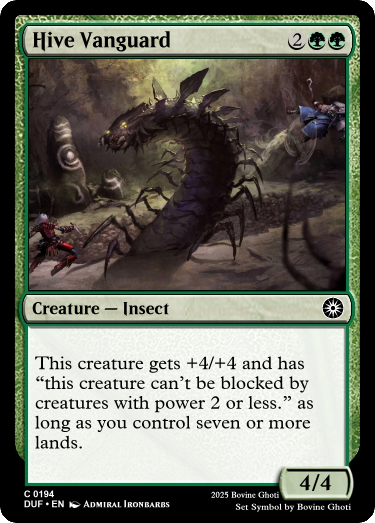 Hive Vanguard 2
Creature — Insect
This creature gets +4/+4 and has
“this creature can’t be blocked by
creatures with power 2 or less.” as
long as you control seven or more
lands.
4/4
C 0194
DUF • EN Admiral Ironbarbs
2025 Bovine Ghoti
Set Symbol by Bovine Ghoti